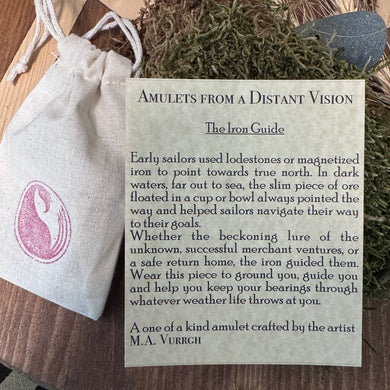 AMULETS FROM A DISTANT VISION
The Iron Guide
Early sailors used lodestones or magnetized
iron to point towards true north. In dark
waters, far out to sea, the slim piece of ore
floated in a cup or bowl always pointed the
way and helped sailors navigate their way
to their goals.
Whether the beckoning lure of the
unknown, successful merchant ventures, or
a safe return home, the iron guided them.
Wear this piece to ground you, guide you
and help you keep your bearings through
whatever weather life throws at you.
A one of a kind amulet crafted by the artist
M.A. VURRGH